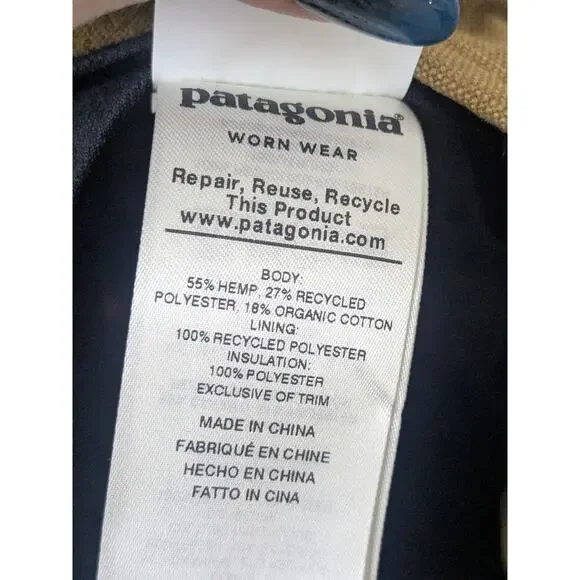 patagonia®
WORN WEAR
Repair, Reuse, Recycle
This Product
www.patagonia.com
BODY:
55% HEMP, 27% RECYCLED
POLYESTER, 18% ORGANIC COTTON
LINING:
100% RECYCLED POLYESTER
INSULATION:
100% POLYESTER
EXCLUSIVE OF TRIM
MADE IN CHINA
FABRIQUÉ EN CHINE
HECHO EN CHINA
FATTO IN CINA